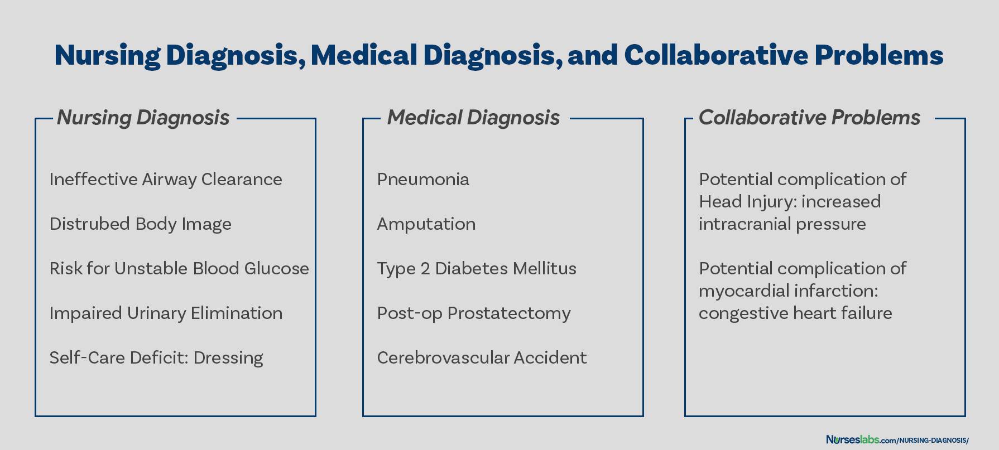 Nursing Diagnosis, Medical Diagnosis, and Collaborative Problems
Nursing Diagnosis
Ineffective Airway Clearance
Distrubed Body Image
Risk for Unstable Blood Glucose
Impaired Urinary Elimination
Self-Care Deficit: Dressing
Medical Diagnosis
Pneumonia
Amputation
Type 2 Diabetes Mellitus
Post-op Prostatectomy
Cerebrovascular Accident
Collaborative Problems
Potential complication of
Head Injury: increased
intracranial pressure
Potential complication of
myocardial infarction:
congestive heart failure
Nurseslabs.com/NURSING-DIAGNOSIS/